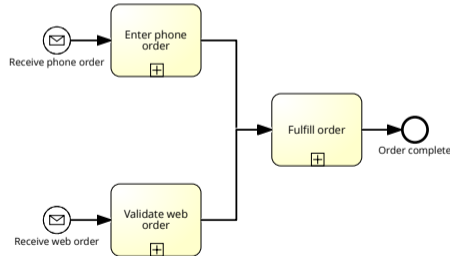 Enter phone
order
Receive phone order
Fulfill order
Order complete
Validate web
order
Receive web order